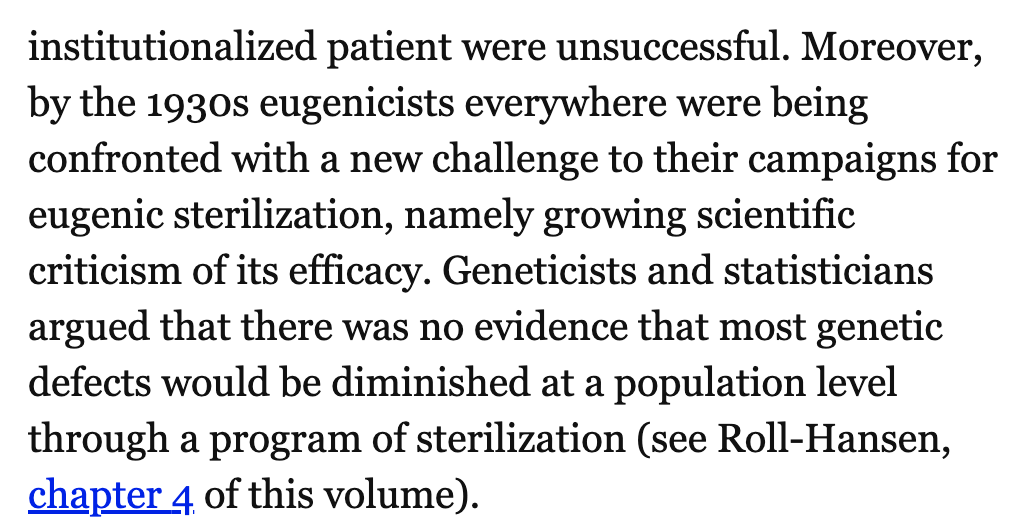 institutionalized patient were unsuccessful. Moreover,
by the 1930s eugenicists everywhere were being
confronted with a new challenge to their campaigns for
eugenic sterilization, namely growing scientific
criticism of its efficacy. Geneticists and statisticians
argued that there was no evidence that most genetic
defects would be diminished at a population level
through a program of sterilization (see Roll-Hansen,
chapter 4 of this volume).